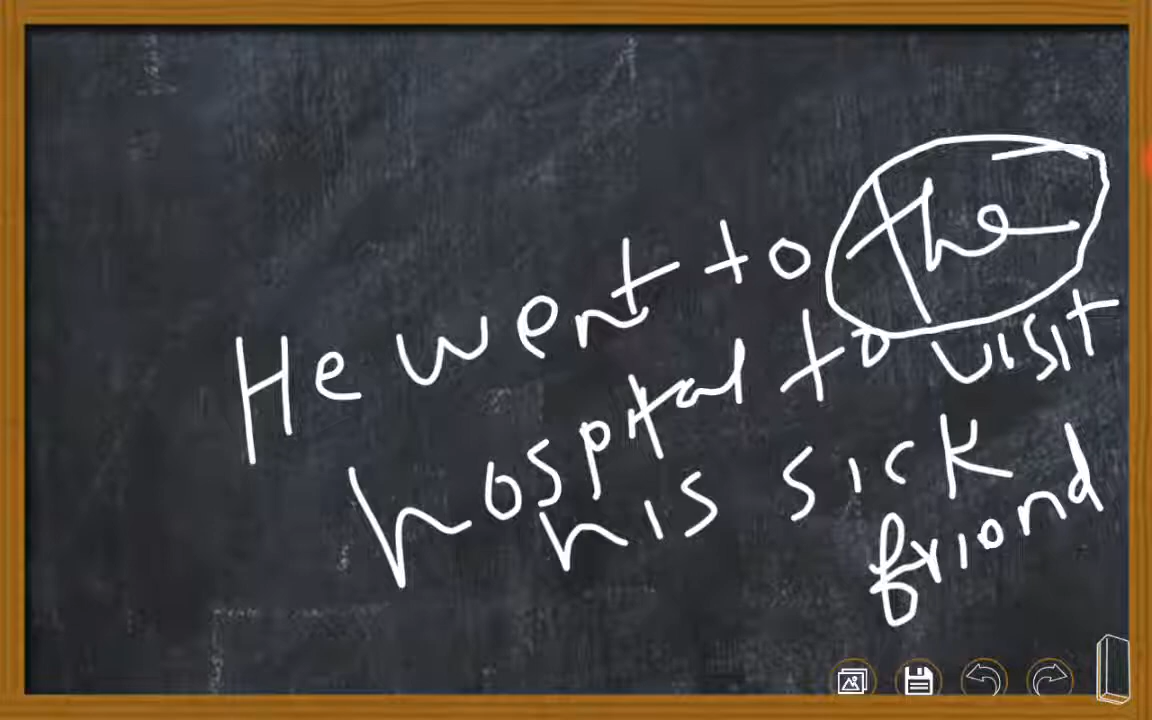 He went to the
hospital to visit
his sick
friend